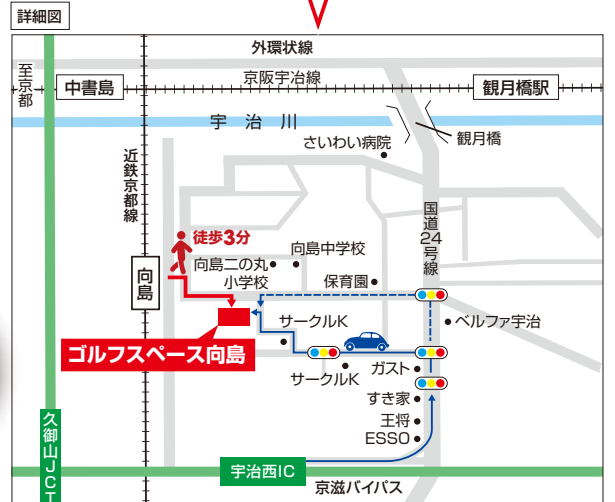 詳細図
外環状線
至京都
中書島
京阪宇治線
観月橋駅
宇治川
観月橋
さいわい病院
近鉄京都線
国道24号線
徒歩3分
向島中学校
向島二の丸
小学校
保育園
向島
サークルK
ベルファ宇治
ゴルフスペース向島
サークルK
ガスト
すき家
王将
ESSO
久御山JCT
宇治西IC
京滋バイパス